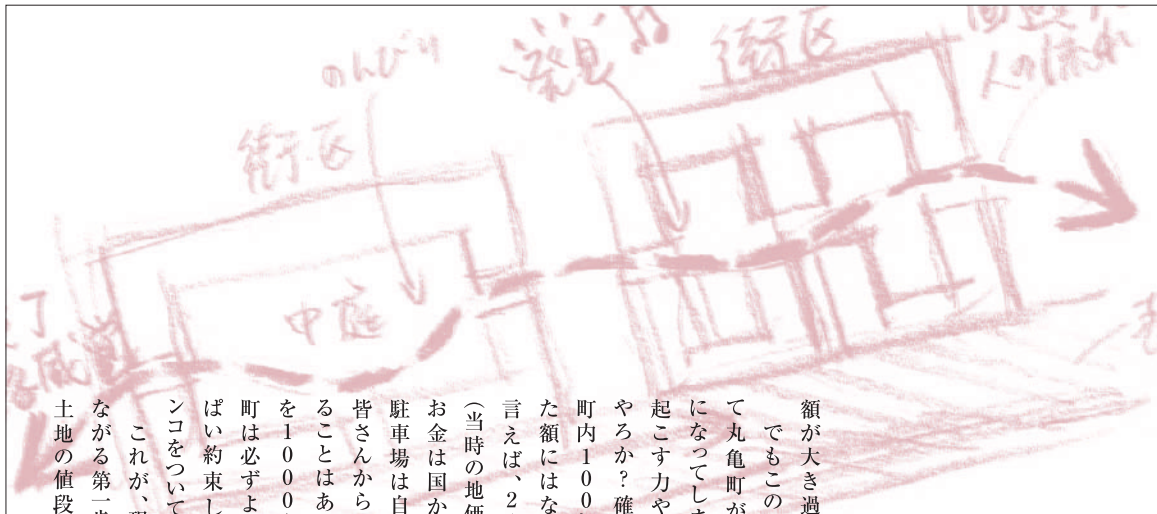 のんびり
発見
街区
人の流れ
街区
中庭
額が大き過
でもこの
て丸亀町が
になってしま
起こす力や
やろか？確
町内100
た額にはな
言えば、2
（当時の地価
お金は国か
駐車場は自
皆さんから
ることはあ
を1000
町は必ずよ
ぱい約束し
ンコをついて
これが、
ながる第一
土地の値段